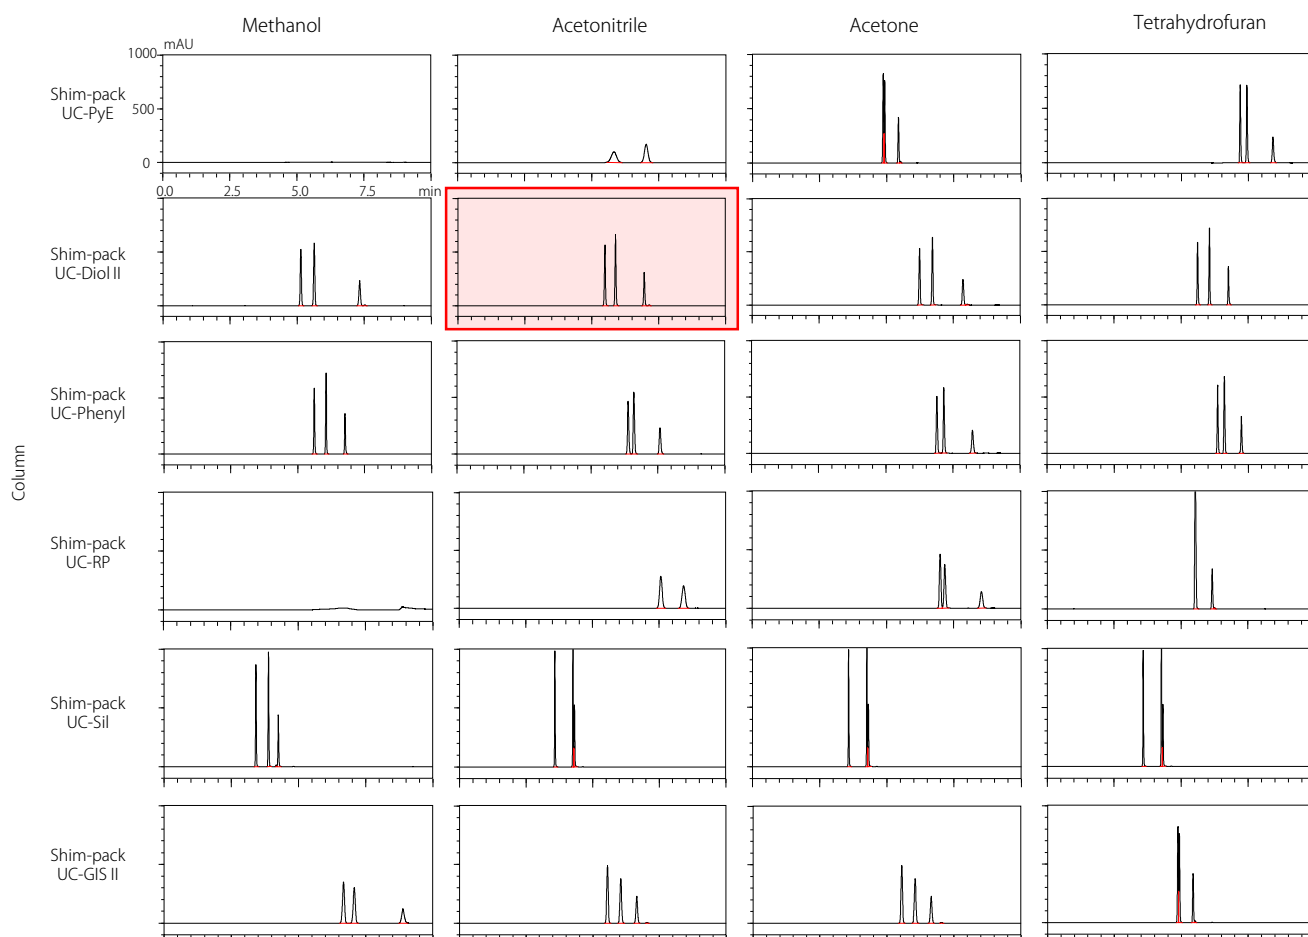 Methanol
Acetonitrile
Acetone
Tetrahydrofuran
mAU
1000
500
0
0.0
2.5
5.0
7.5
min
Column
Shim-pack
UC-PyE
Shim-pack
UC-Diol II
Shim-pack
UC-Phenyl
Shim-pack
UC-RP
Shim-pack
UC-Sil
Shim-pack
UC-GIS II